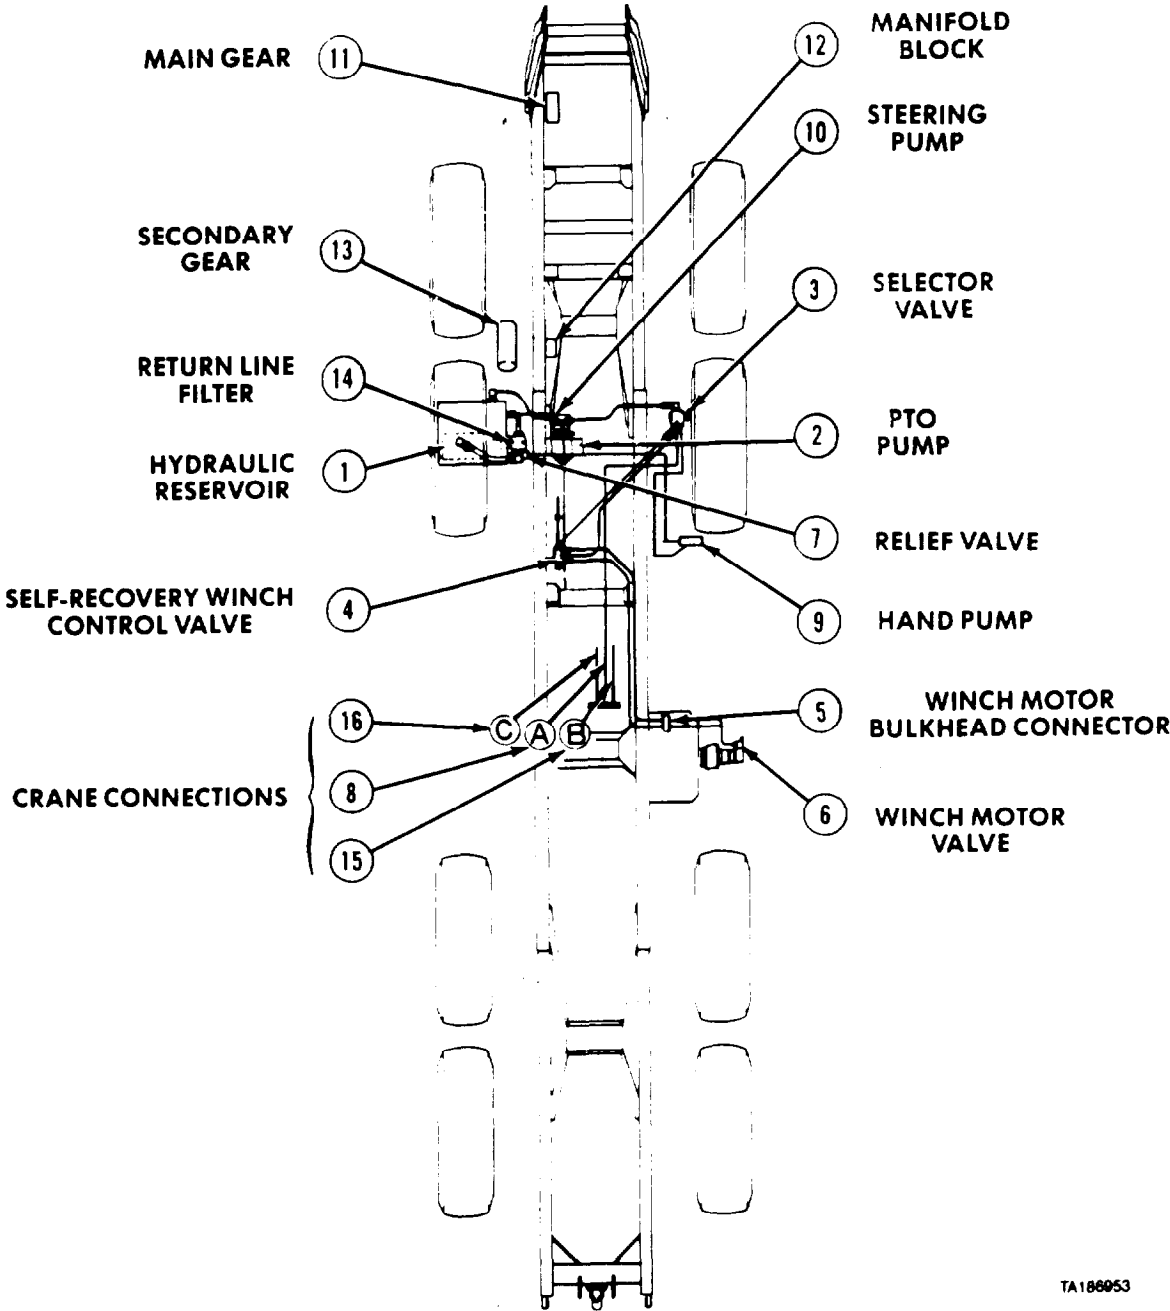 MAIN GEAR 11
12 MANIFOLD
BLOCK
10 STEERING
PUMP
SECONDARY
GEAR 13
3 SELECTOR
VALVE
RETURN LINE
FILTER 14
2 PTO
PUMP
HYDRAULIC
RESERVOIR 1
7 RELIEF VALVE
SELF-RECOVERY WINCH
CONTROL VALVE 4
9 HAND PUMP
16 C A B
5 WINCH MOTOR
BULKHEAD CONNECTOR
CRANE CONNECTIONS 8
6 WINCH MOTOR
VALVE
15
TA186953